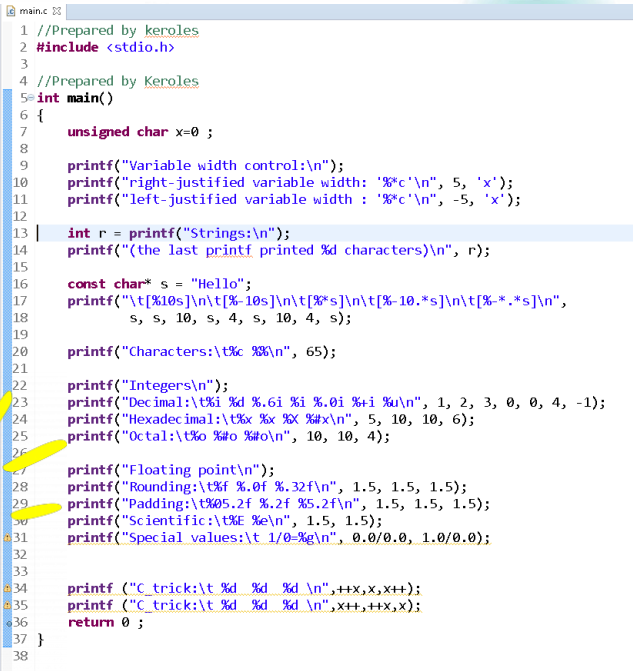 main.c
1 //Prepared by keroles
2 #include <stdio.h>
3
4 //Prepared by Keroles
5 int main()
6 {
7 unsigned char x=0 ;
8
9 printf("Variable width control:\n");
10 printf("right-justified variable width: '%*c'\n", 5, 'x');
11 printf("left-justified variable width : '%*c'\n", -5, 'x');
12
13 int r = printf("Strings:\n");
14 printf("(the last printf printed %d characters)\n", r);
15
16 const char* s = "Hello";
17 printf("\t[%10s]\n\t[%-10s]\n\t[%*s]\n\t[%-10.*s]\n\t[%-*.*s]\n",
18 s, s, 10, s, 4, s, 10, 4, s);
19
20 printf("Characters:\t%c %%\n", 65);
21
22 printf("Integers\n");
23 printf("Decimal:\t%i %d %.6i %i %.0i %+i %u\n", 1, 2, 3, 0, 0, 4, -1);
24 printf("Hexadecimal:\t%x %x %X %#x\n", 5, 10, 10, 6);
25 printf("Octal:\t%o %#o %#o\n", 10, 10, 4);
26
27 printf("Floating point\n");
28 printf("Rounding:\t%f %.0f %.32f\n", 1.5, 1.5, 1.5);
29 printf("Padding:\t%05.2f %.2f %5.2f\n", 1.5, 1.5, 1.5);
30 printf("Scientific:\t%E %e\n", 1.5, 1.5);
31 printf("Special values:\t 1/0=%g\n", 0.0/0.0, 1.0/0.0);
32
33
34 printf ("C_trick:\t %d %d %d \n",++x,x,x++);
35 printf ("C_trick:\t %d %d %d \n",x++,++x,x);
36 return 0 ;
37 }
38